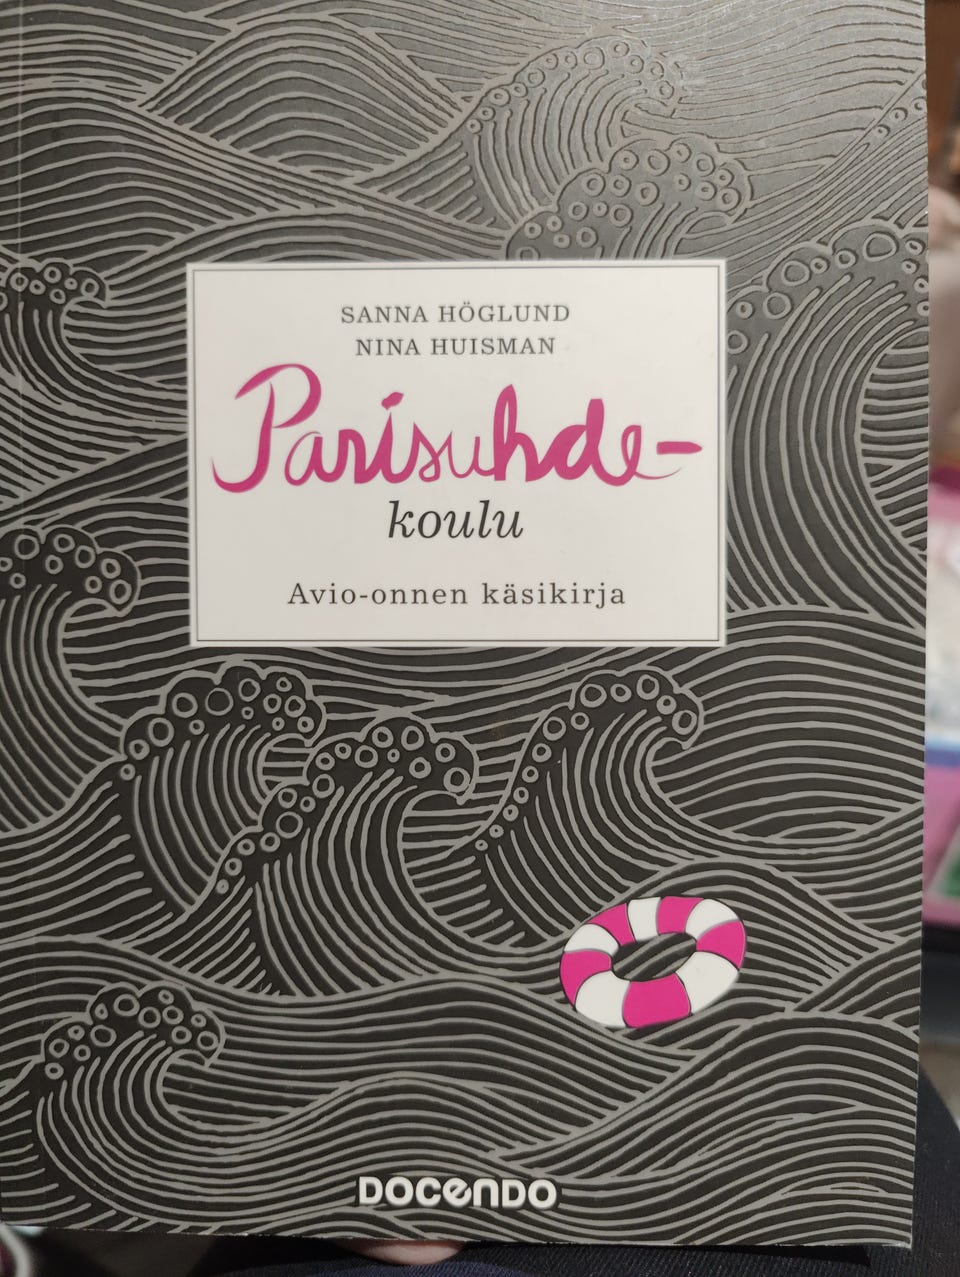 SANNA HÖGLUND
NINA HUISMAN
Parisuhde-
koulu
Avio-onnen käsikirja
DOCENDO